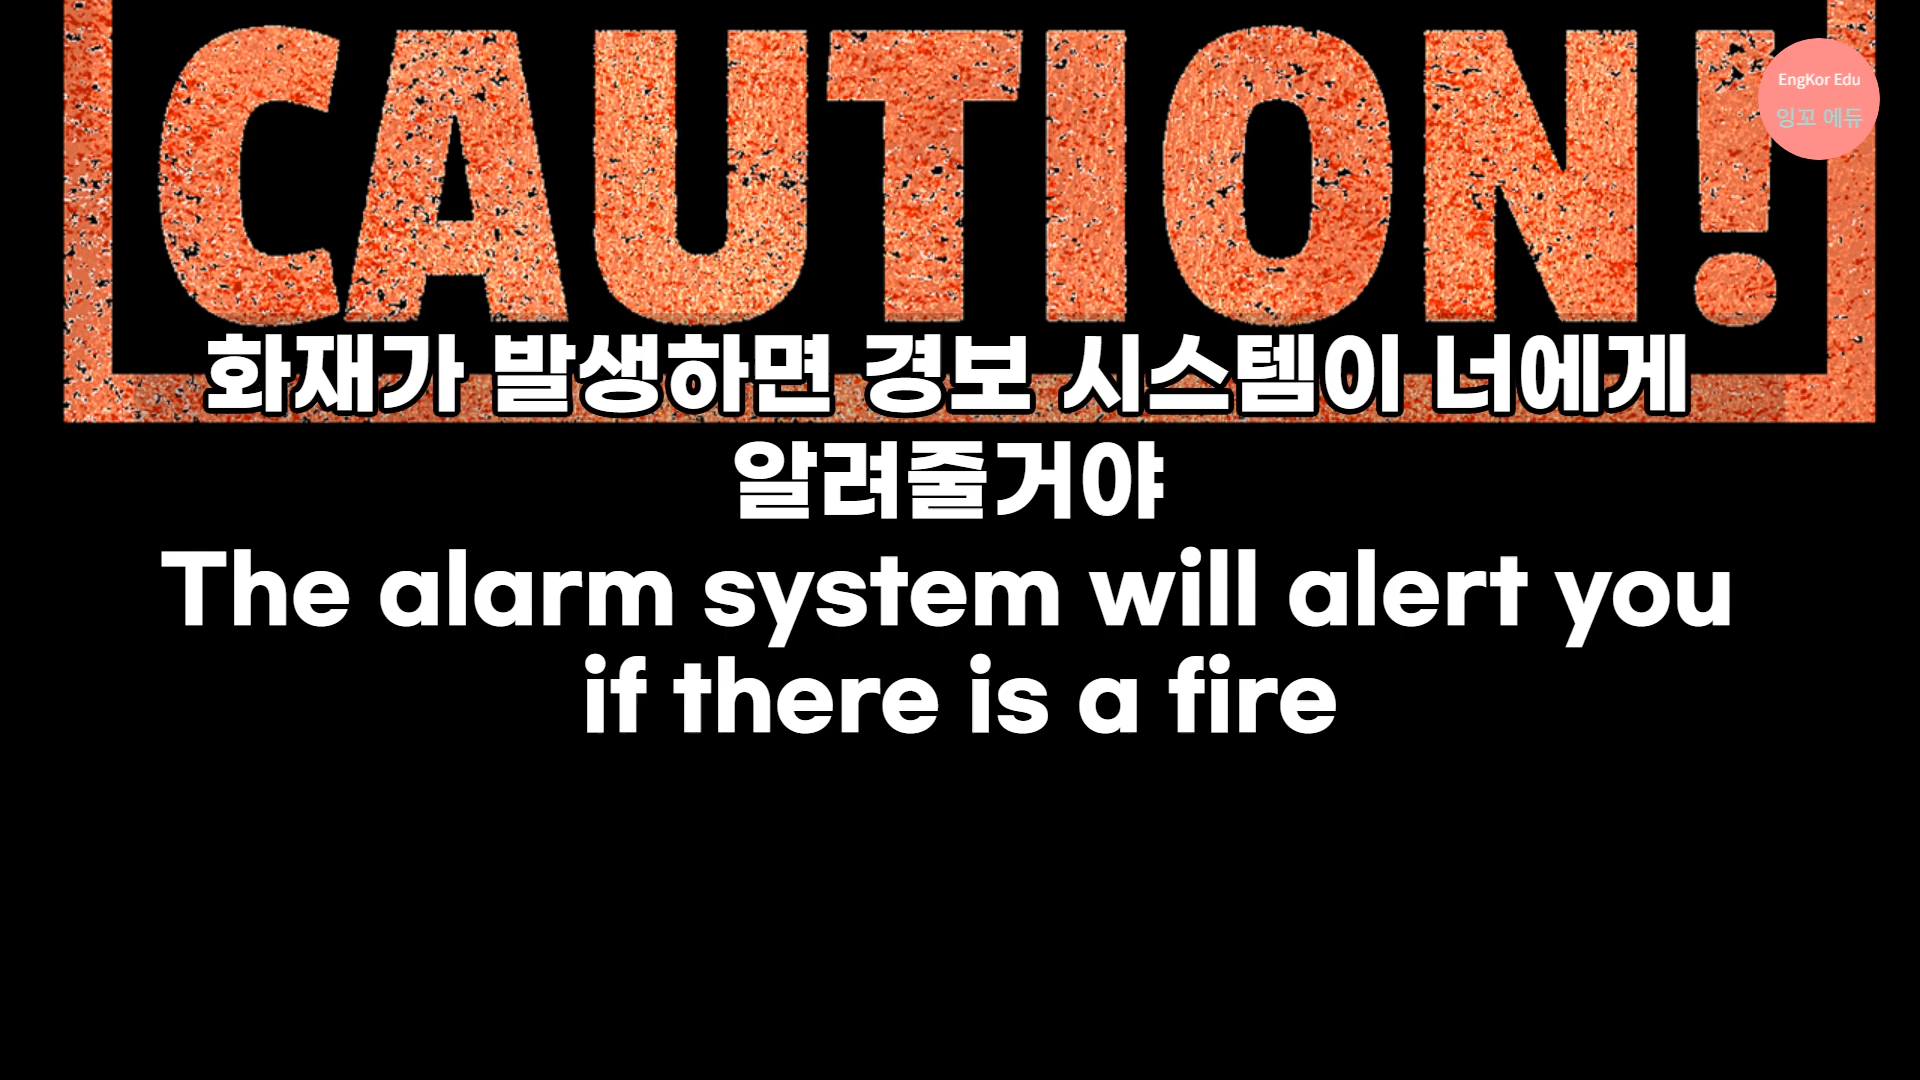 CAUTION!
EngKor Edu
잉꼬 에듀
화재가 발생하면 경보 시스템이 너에게
알려줄거야
The alarm system will alert you
if there is a fire